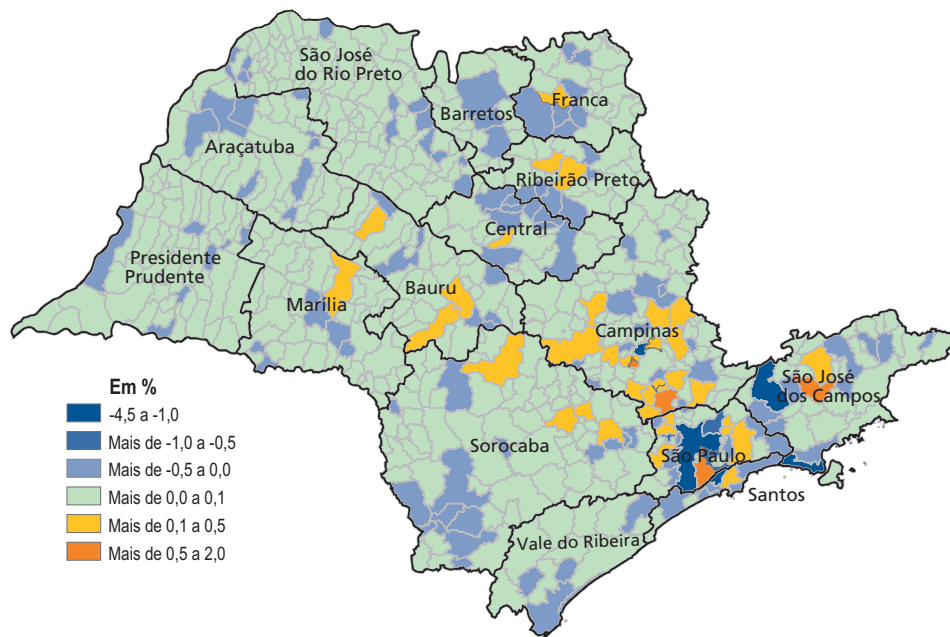 São José
do Rio Preto
Barretos
Franca
Araçatuba
Ribeirão Preto
Central
Presidente
Prudente
Marília
Bauru
Campinas
São José
dos Campos
Sorocaba
São Paulo
Santos
Vale do Ribeira
Em %
-4,5 a -1,0
Mais de -1,0 a -0,5
Mais de -0,5 a 0,0
Mais de 0,0 a 0,1
Mais de 0,1 a 0,5
Mais de 0,5 a 2,0